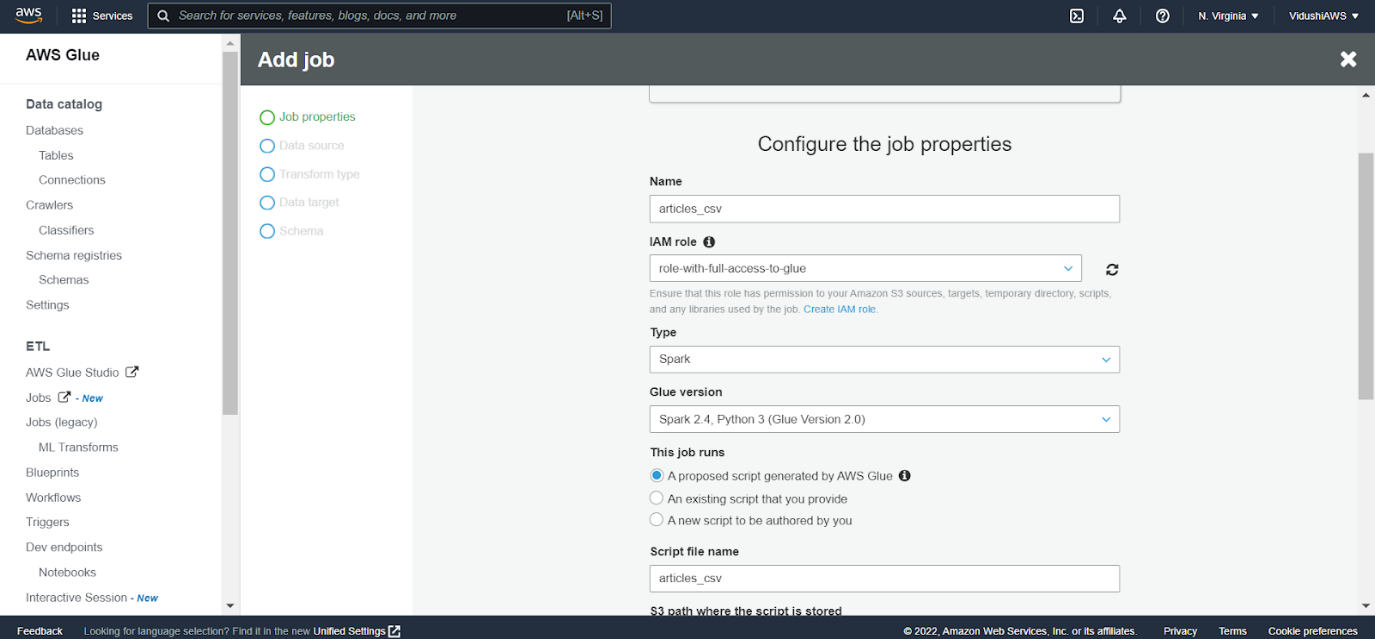 aws
Services
Search for services, features, blogs, docs, and more
[Alt+S]
N. Virginia
VidushiAWS
AWS Glue
Data catalog
Databases
Tables
Connections
Crawlers
Classifiers
Schema registries
Schemas
Settings
ETL
AWS Glue Studio
Jobs - New
Jobs (legacy)
ML Transforms
Blueprints
Workflows
Triggers
Dev endpoints
Notebooks
Interactive Session - New
Add job
Job properties
Data source
Transform type
Data target
Schema
Configure the job properties
Name
articles_csv
IAM role
role-with-full-access-to-glue
Ensure that this role has permission to your Amazon S3 sources, targets, temporary directory, scripts,
and any libraries used by the job. Create IAM role.
Type
Spark
Glue version
Spark 2.4, Python 3 (Glue Version 2.0)
This job runs
A proposed script generated by AWS Glue
An existing script that you provide
A new script to be authored by you
Script file name
articles_csv
S3 path where the script is stored
Feedback
Looking for language selection? Find it in the new Unified Settings
© 2022, Amazon Web Services, Inc. or its affiliates.
Privacy
Terms
Cookie preferences